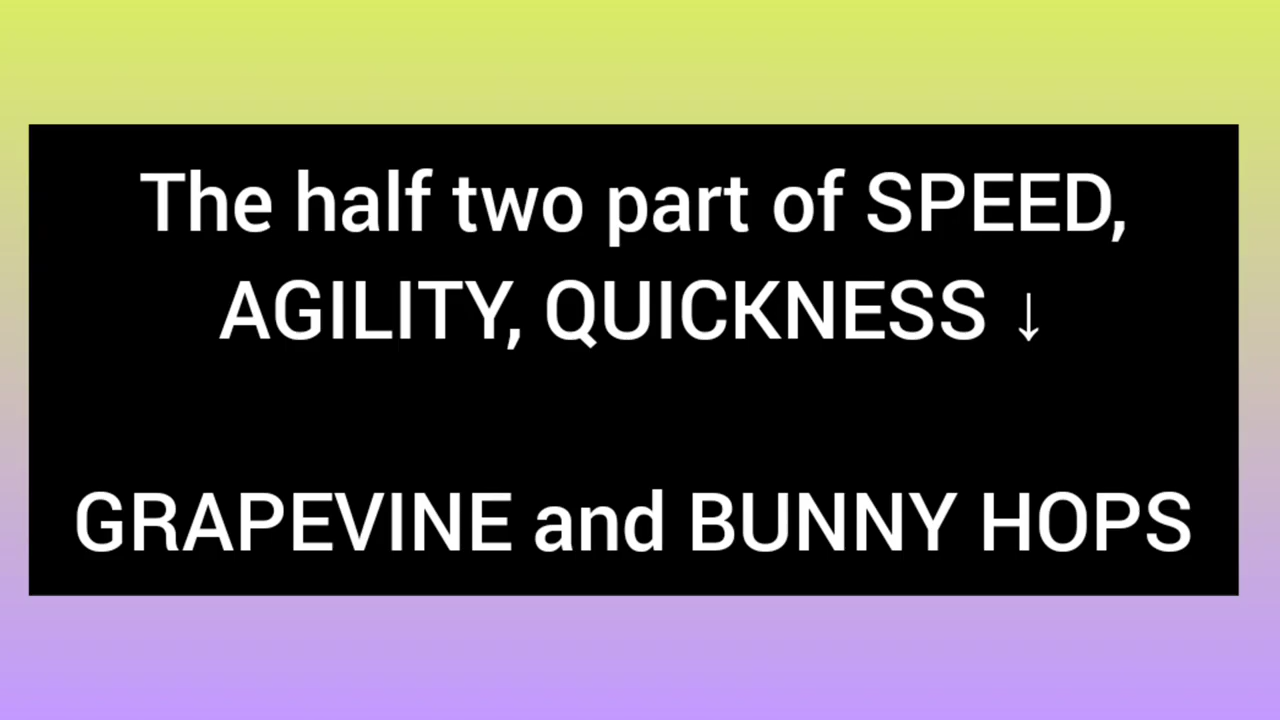 The half two part of SPEED,
AGILITY, QUICKNESS ↓
GRAPEVINE and BUNNY HOPS